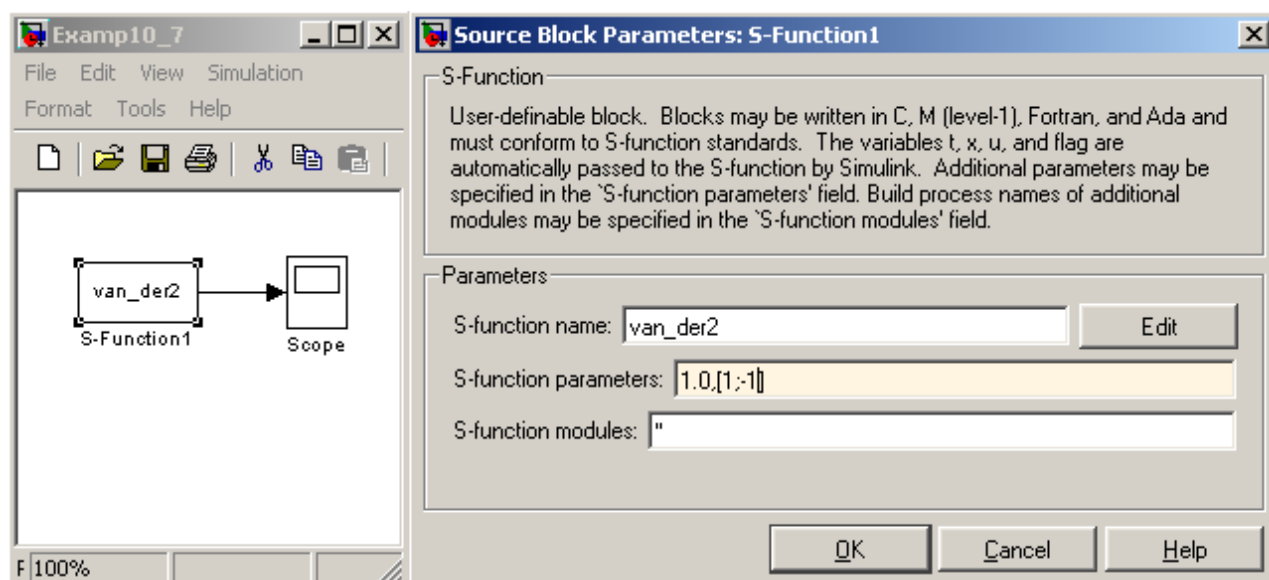 Examp10_7
File Edit View Simulation
Format Tools Help
van_der2
S-Function1
Scope
F 100%
Source Block Parameters: S-Function1
S-Function
User-definable block. Blocks may be written in C, M (level-1), Fortran, and Ada and
must conform to S-function standards. The variables t, x, u, and flag are
automatically passed to the S-function by Simulink. Additional parameters may be
specified in the `S-function parameters' field. Build process names of additional
modules may be specified in the `S-function modules' field.
Parameters
S-function name: van_der2 Edit
S-function parameters: 1.0,[1;-1]
S-function modules: ''
OK Cancel Help